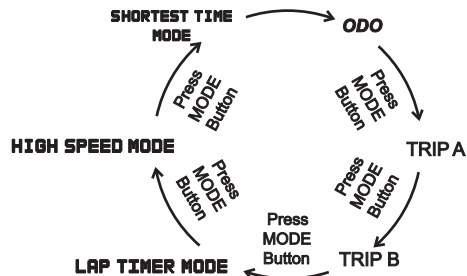 SHORTEST TIME
MODE
ODO
Press
MODE
Button
Press
MODE
Button
HIGH SPEED MODE
TRIP A
Press
MODE
Button
Press
MODE
Button
Press
MODE
Button
LAP TIMER MODE
TRIP B